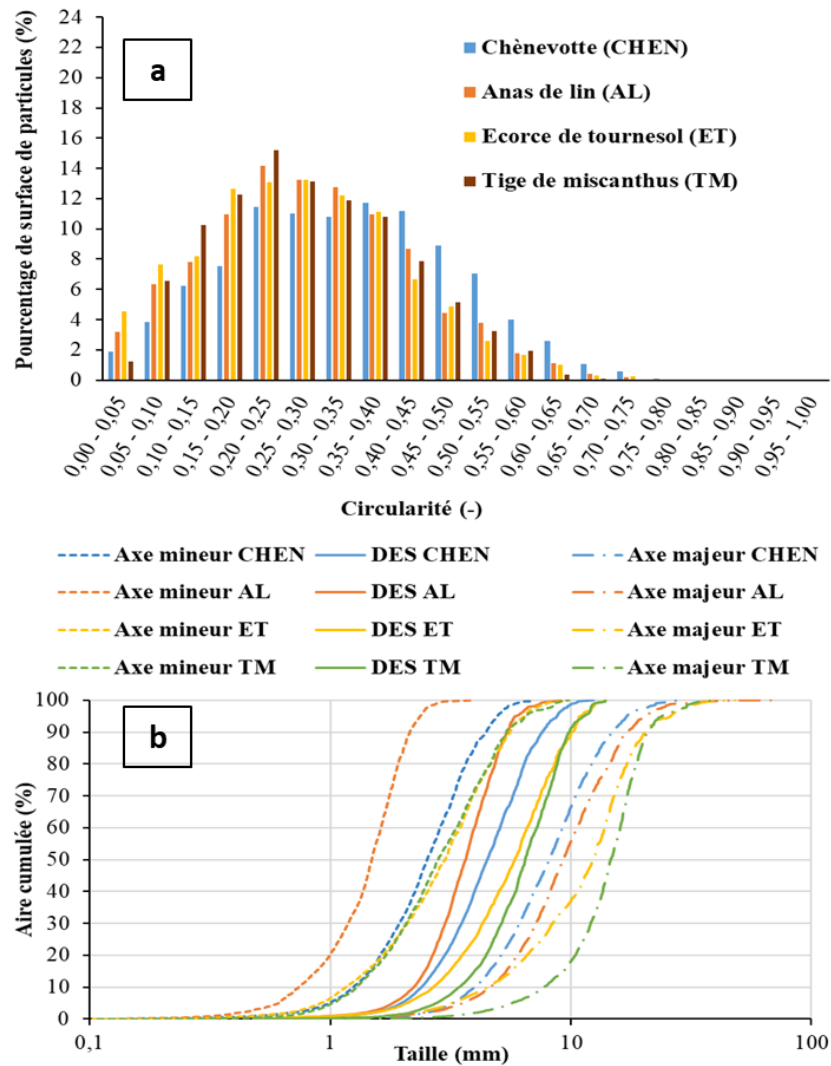 a
24
22
20
18
16
14
12
10
8
6
4
2
0
Pourcentage de surface de particules (%)
Chènevotte (CHEN)
Anas de lin (AL)
Ecorce de tournesol (ET)
Tige de miscanthus (TM)
0,00 - 0,05
0,05 - 0,10
0,10 - 0,15
0,15 - 0,20
0,20 - 0,25
0,25 - 0,30
0,30 - 0,35
0,35 - 0,40
0,40 - 0,45
0,45 - 0,50
0,50 - 0,55
0,55 - 0,60
0,60 - 0,65
0,65 - 0,70
0,70 - 0,75
0,75 - 0,80
0,80 - 0,85
0,85 - 0,90
0,90 - 0,95
0,95 - 1,00
Circularité (-)
Axe mineur CHEN DES CHEN Axe majeur CHEN
Axe mineur AL DES AL Axe majeur AL
Axe mineur ET DES ET Axe majeur ET
Axe mineur TM DES TM Axe majeur TM
b
100
90
80
70
60
50
40
30
20
10
0
Aire cumulée (%)
0,1 1 10 100
Taille (mm)